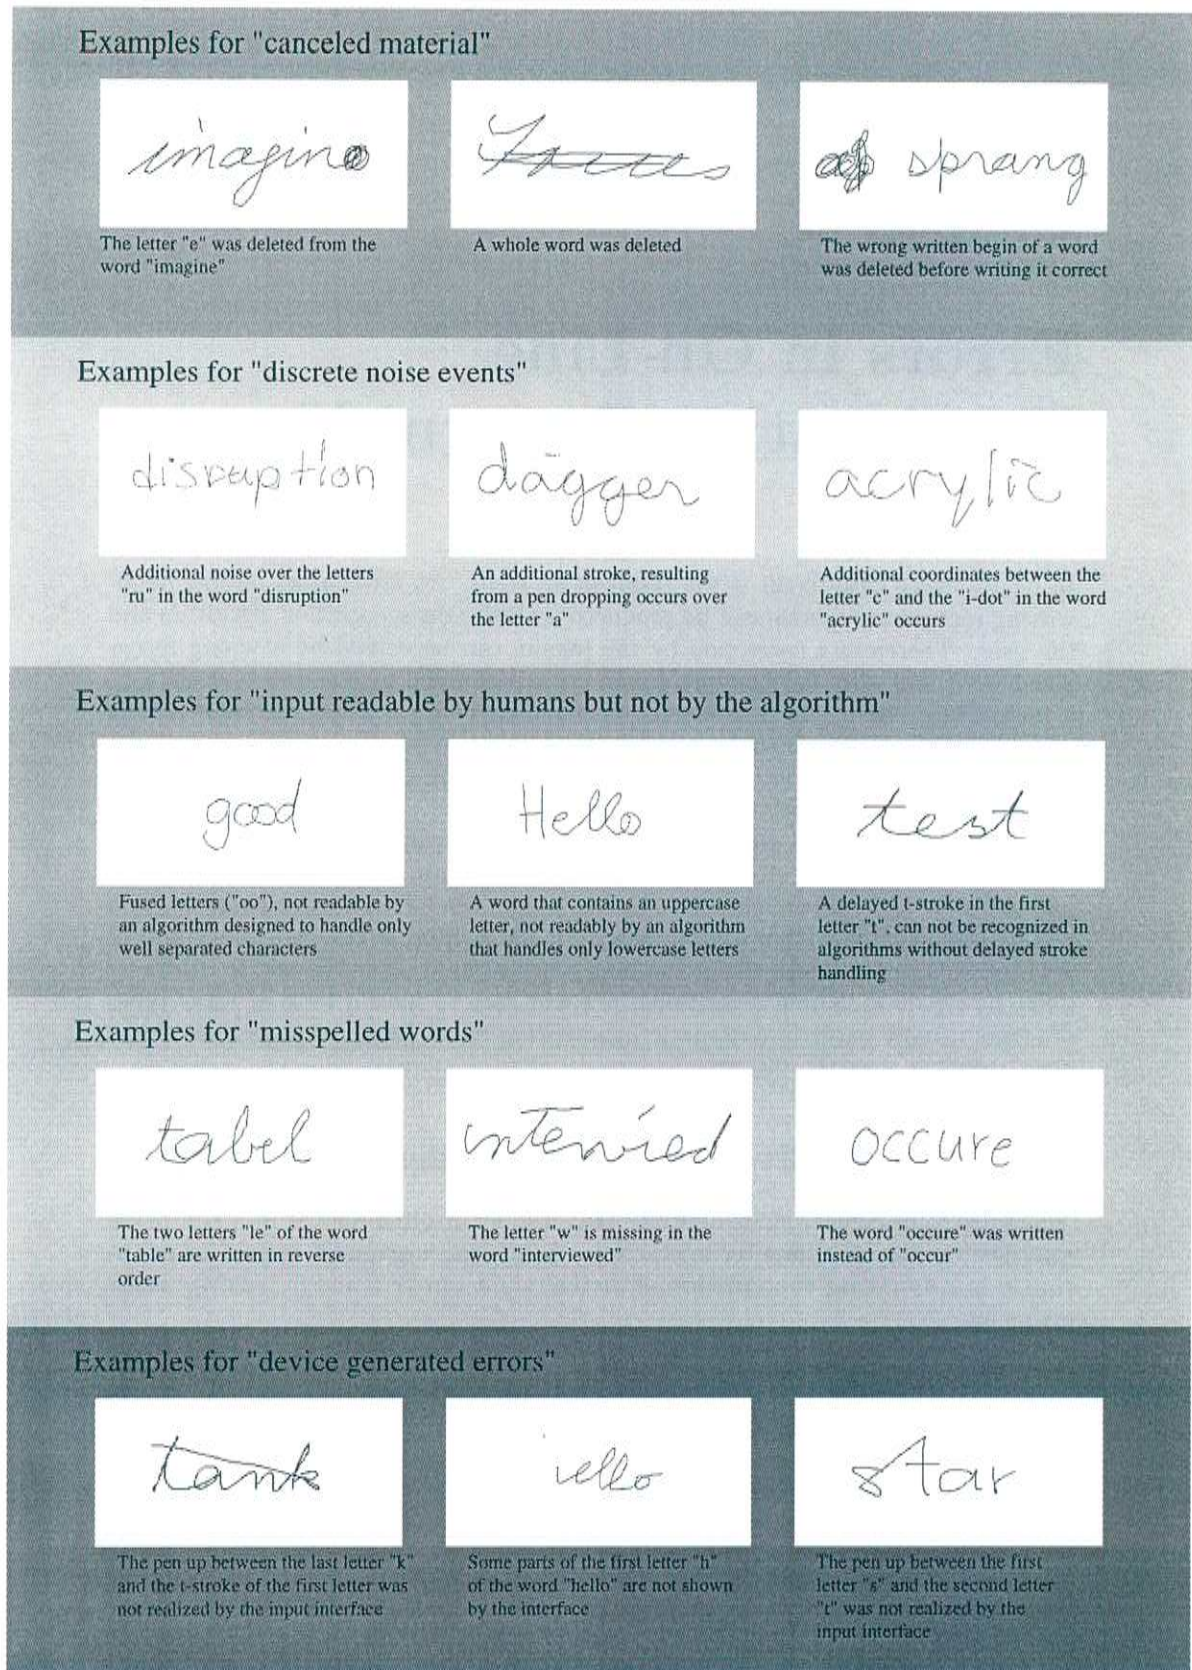 Examples for "canceled material"
imagine
sprang
The letter "e" was deleted from the
word "imagine"
A whole word was deleted
The wrong written begin of a word
was deleted before writing it correct
Examples for "discrete noise events"
disruption
dagger
acrylic
Additional noise over the letters
"ru" in the word "disruption"
An additional stroke, resulting
from a pen dropping occurs over
the letter "a"
Additional coordinates between the
letter "c" and the "i-dot" in the word
"acrylic" occurs
Examples for "input readable by humans but not by the algorithm"
good
Hello
test
Fused letters ("oo"), not readable by
an algorithm designed to handle only
well separated characters
A word that contains an uppercase
letter, not readably by an algorithm
that handles only lowercase letters
A delayed t-stroke in the first
letter "t", can not be recognized in
algorithms without delayed stroke
handling
Examples for "misspelled words"
tabel
intervied
occure
The two letters "le" of the word
"table" are written in reverse
order
The letter "w" is missing in the
word "interviewed"
The word "occure" was written
instead of "occur"
Examples for "device generated errors"
tank
iello
star
The pen up between the last letter "k"
and the t-stroke of the first letter was
not realized by the input interface
Some parts of the first letter "h"
of the word "hello" are not shown
by the interface
The pen up between the first
letter "s" and the second letter
"t" was not realized by the
input interface